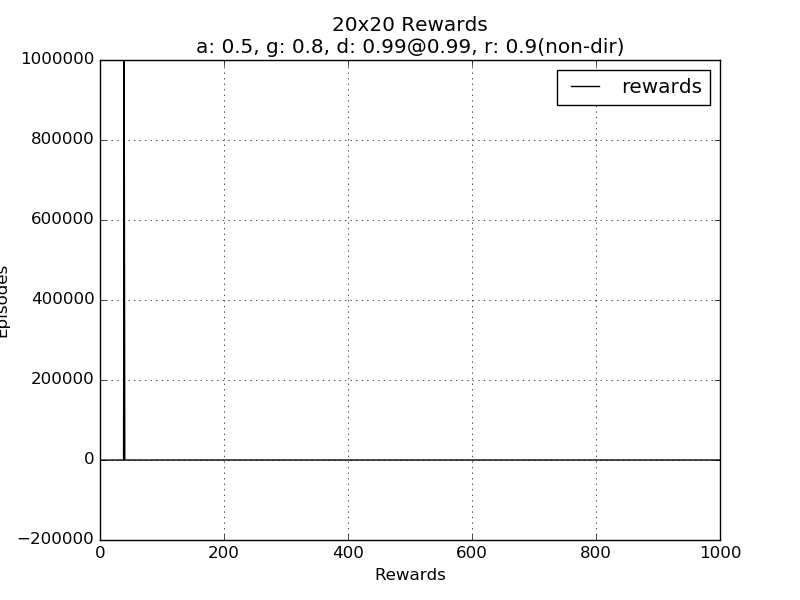 20x20 Rewards
a: 0.5, g: 0.8, d: 0.99@0.99, r: 0.9(non-dir)
1000000
rewards
800000
600000
400000
Episodes
200000
0
−200000
0 200 400 600 800 1000
Rewards